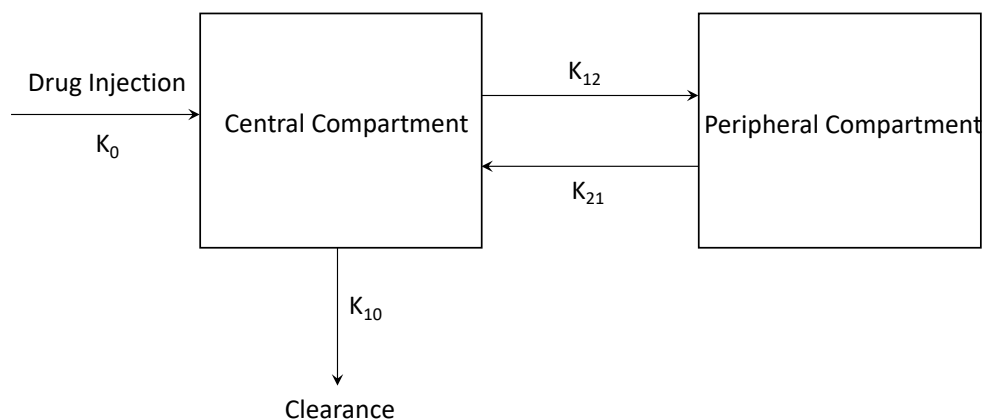 Drug Injection
K₀
Central Compartment
K₁₂
K₂₁
Peripheral Compartment
K₁₀
Clearance